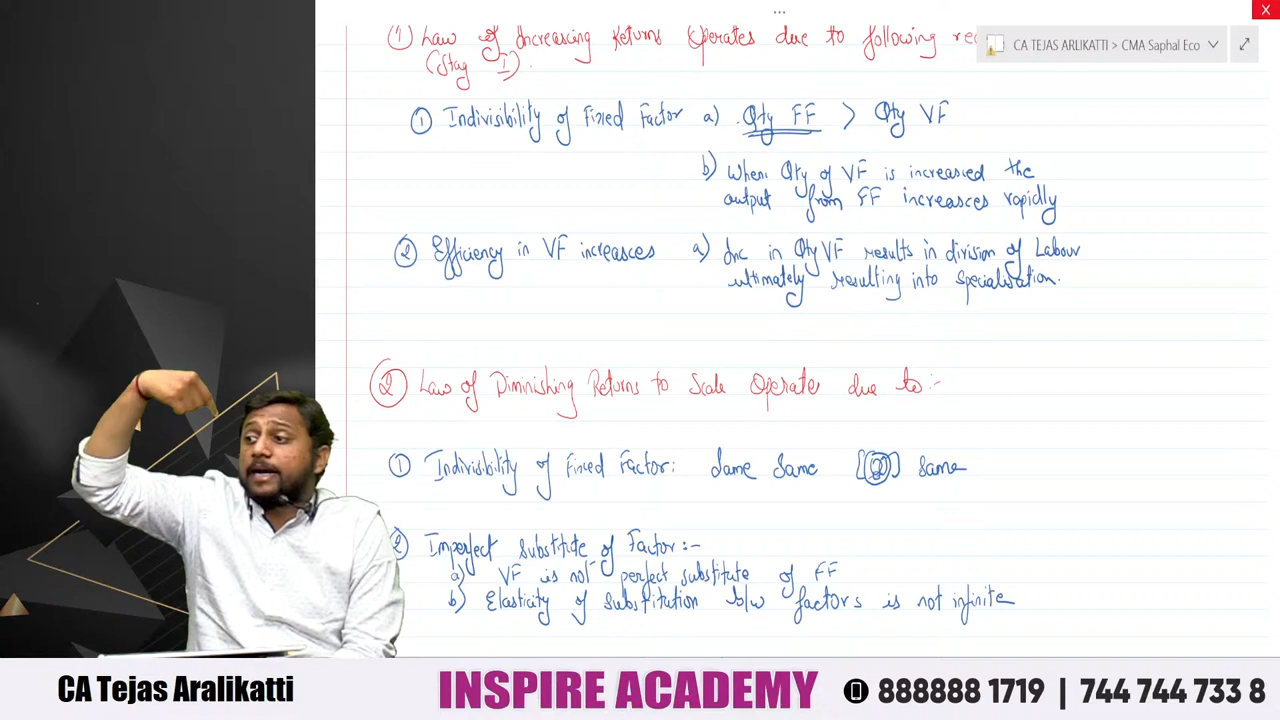 ...
X
① Law of Increasing Returns Operates due to following
(Stag I).
CA TEJAS ARLIKATTI > CMA Saphal Eco
① Indivisibility of Fixed Factor a) Qty FF > Qty VF
b) When Qty of VF is increased the
output from FF increases rapidly
② Efficiency in VF increasces a) Inc in Qty VF results in division of Labour
ultimately resulting into Specialisation.
② Law of Diminishing Returns to Scale Operate due to:-
① Indivisibility of Fixed Factor: Same Same same
② Imperfect Substitute of Factor:-
a) VF is not perfect substitute of FF
b) Elasticity of substitution b/w factors is not infinite
CA Tejas Aralikatti INSPIRE ACADEMY 888888 1719 | 744 744 733 8